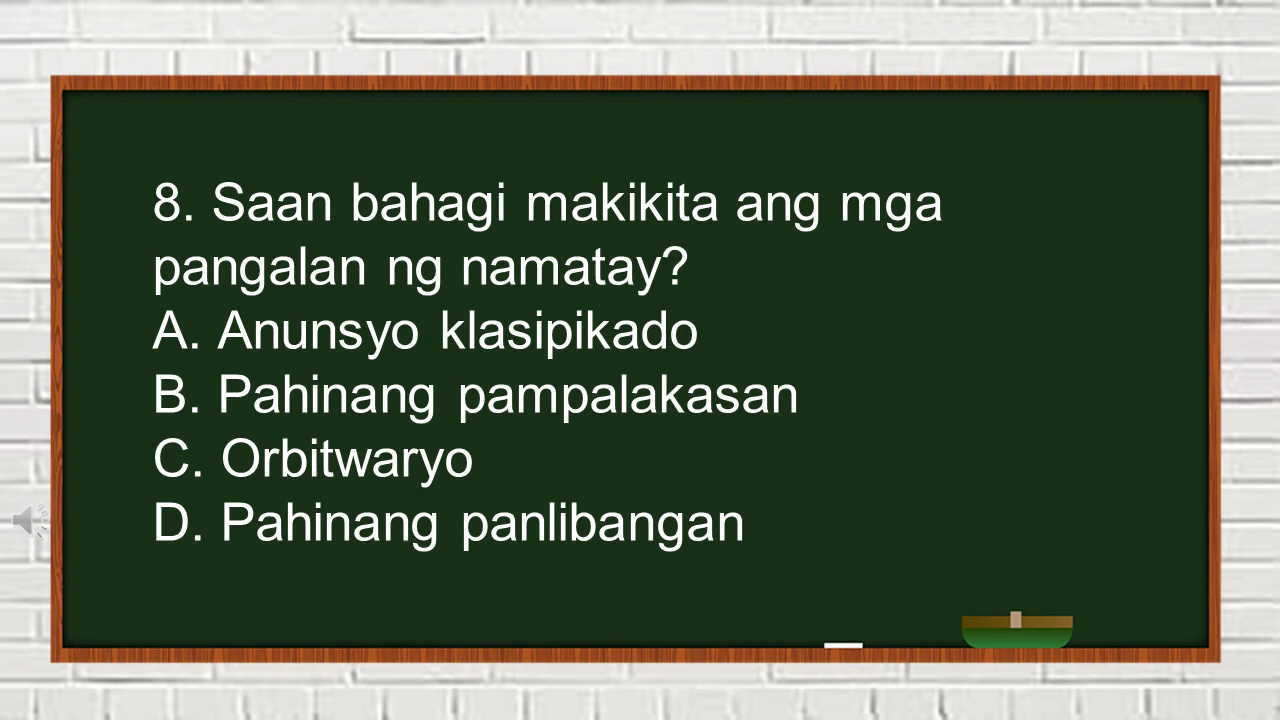 8. Saan bahagi makikita ang mga
pangalan ng namatay?
A. Anunsyo klasipikado
B. Pahinang pampalakasan
C. Orbitwaryo
D. Pahinang panlibangan